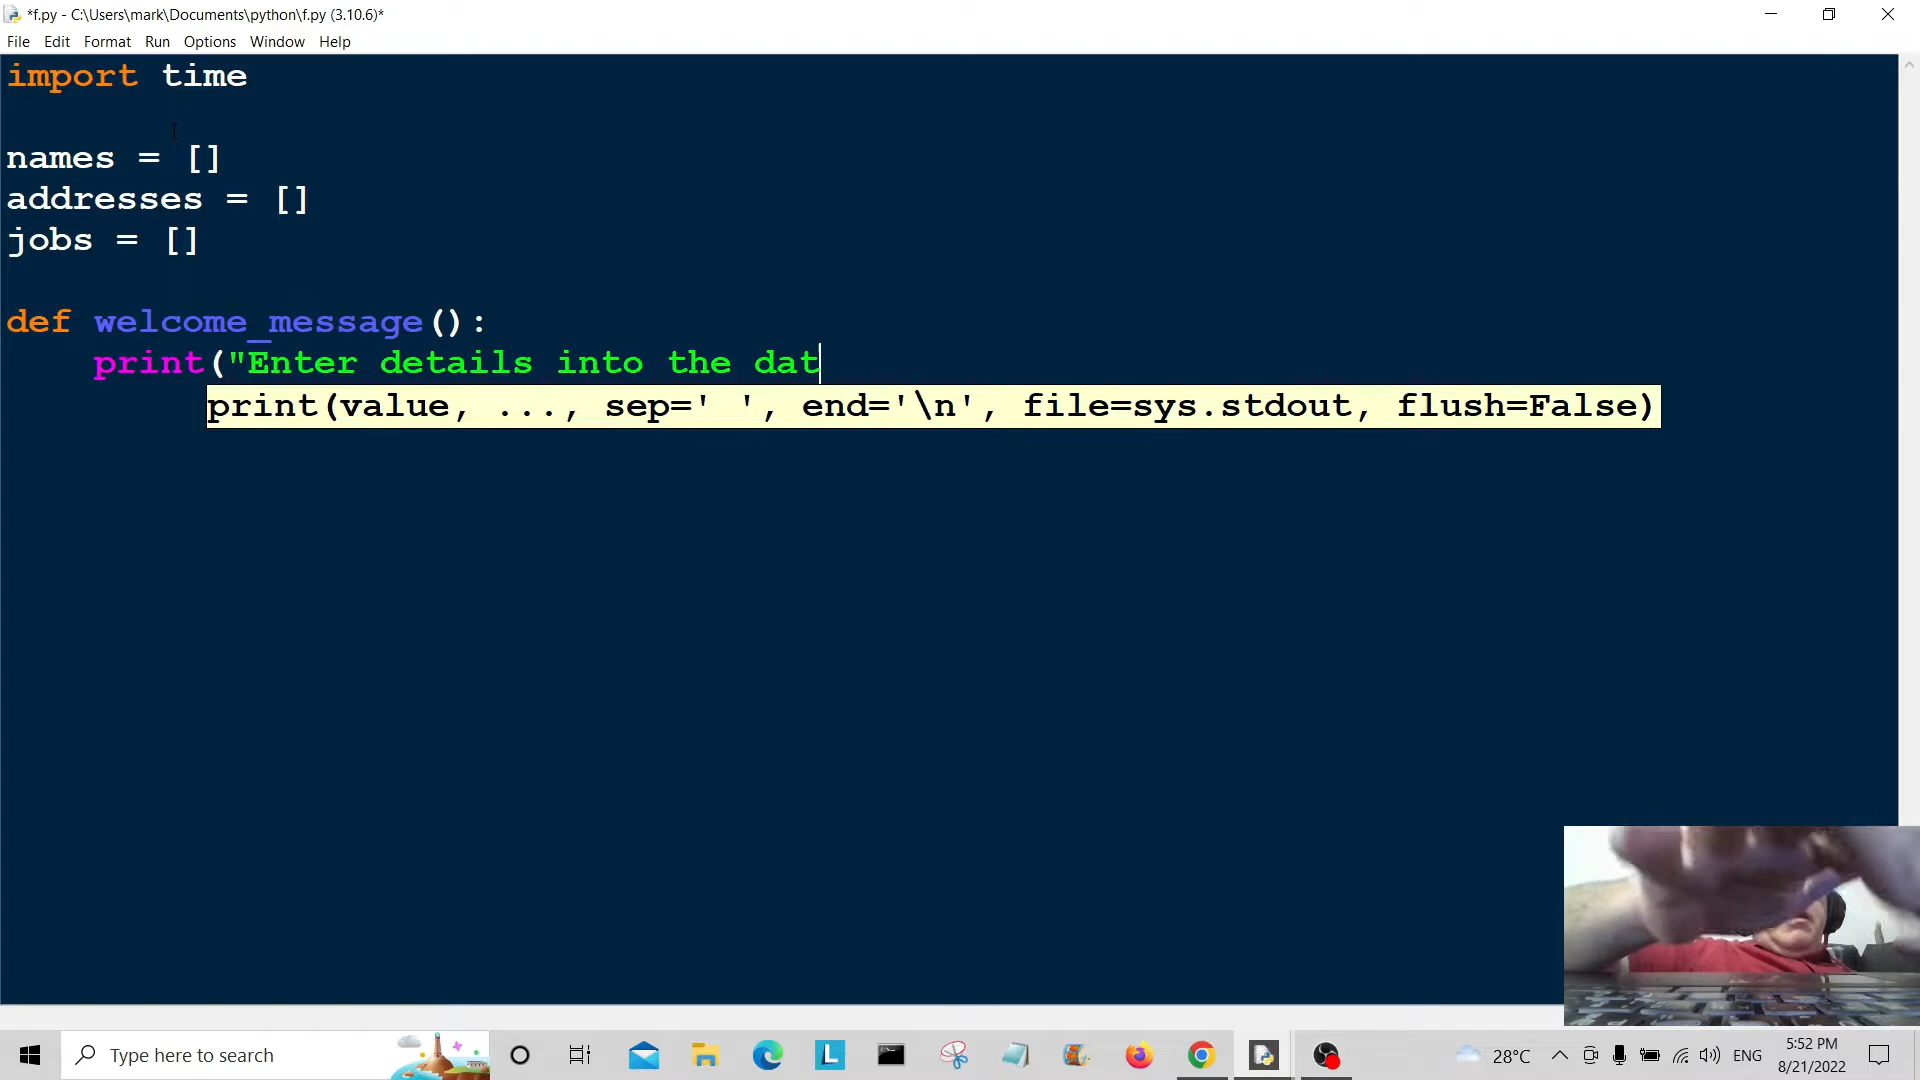 *f.py - C:\Users\mark\Documents\python\f.py (3.10.6)*
File Edit Format Run Options Window Help
import time
names = []
addresses = []
jobs = []
def welcome_message():
    print("Enter details into the dat
print(value, ..., sep=' ', end='\n', file=sys.stdout, flush=False)
Type here to search
L
28°C
ENG
5:52 PM
8/21/2022